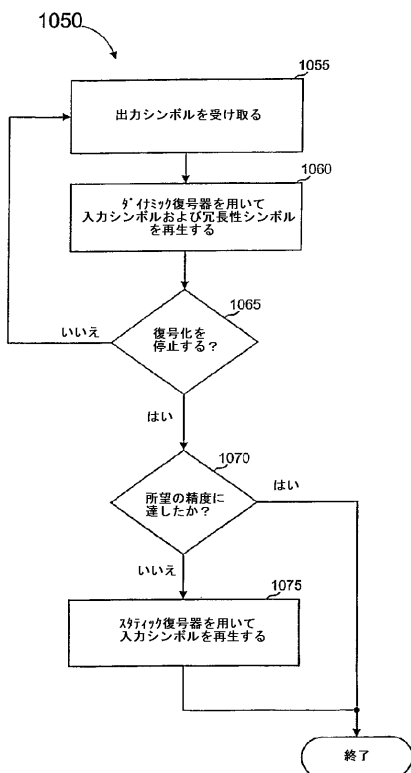 1050
1055
出力シンボルを受け取る
1060
ﾀﾞｲﾅﾐｯｸ復号器を用いて
入力シンボルおよび冗長性シンボル
を再生する
1065
復号化を
停止する？
いいえ
はい
1070
所望の精度に
達したか？
はい
いいえ
1075
ｽﾀﾃｨｯｸ復号器を用いて
入力シンボルを再生する
終了